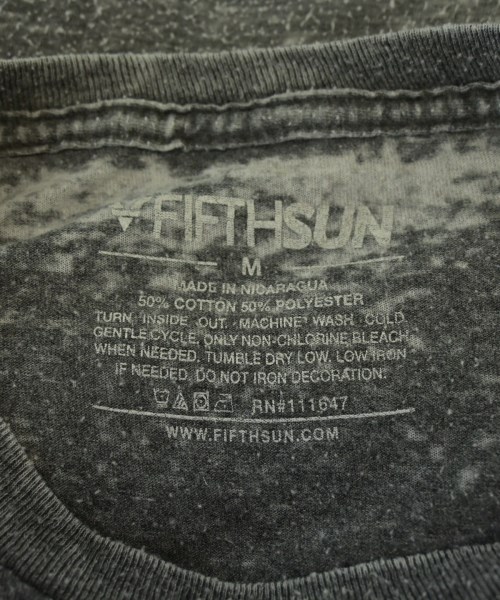 FIFTHSUN
M
MADE IN NICARAGUA
50% COTTON 50% POLYESTER
TURN INSIDE OUT. MACHINE WASH COLD
GENTLE CYCLE, ONLY NON-CHLORINE BLEACH
WHEN NEEDED. TUMBLE DRY LOW. LOW IRON
IF NEEDED. DO NOT IRON DECORATION.
RN#111647
WWW.FIFTHSUN.COM